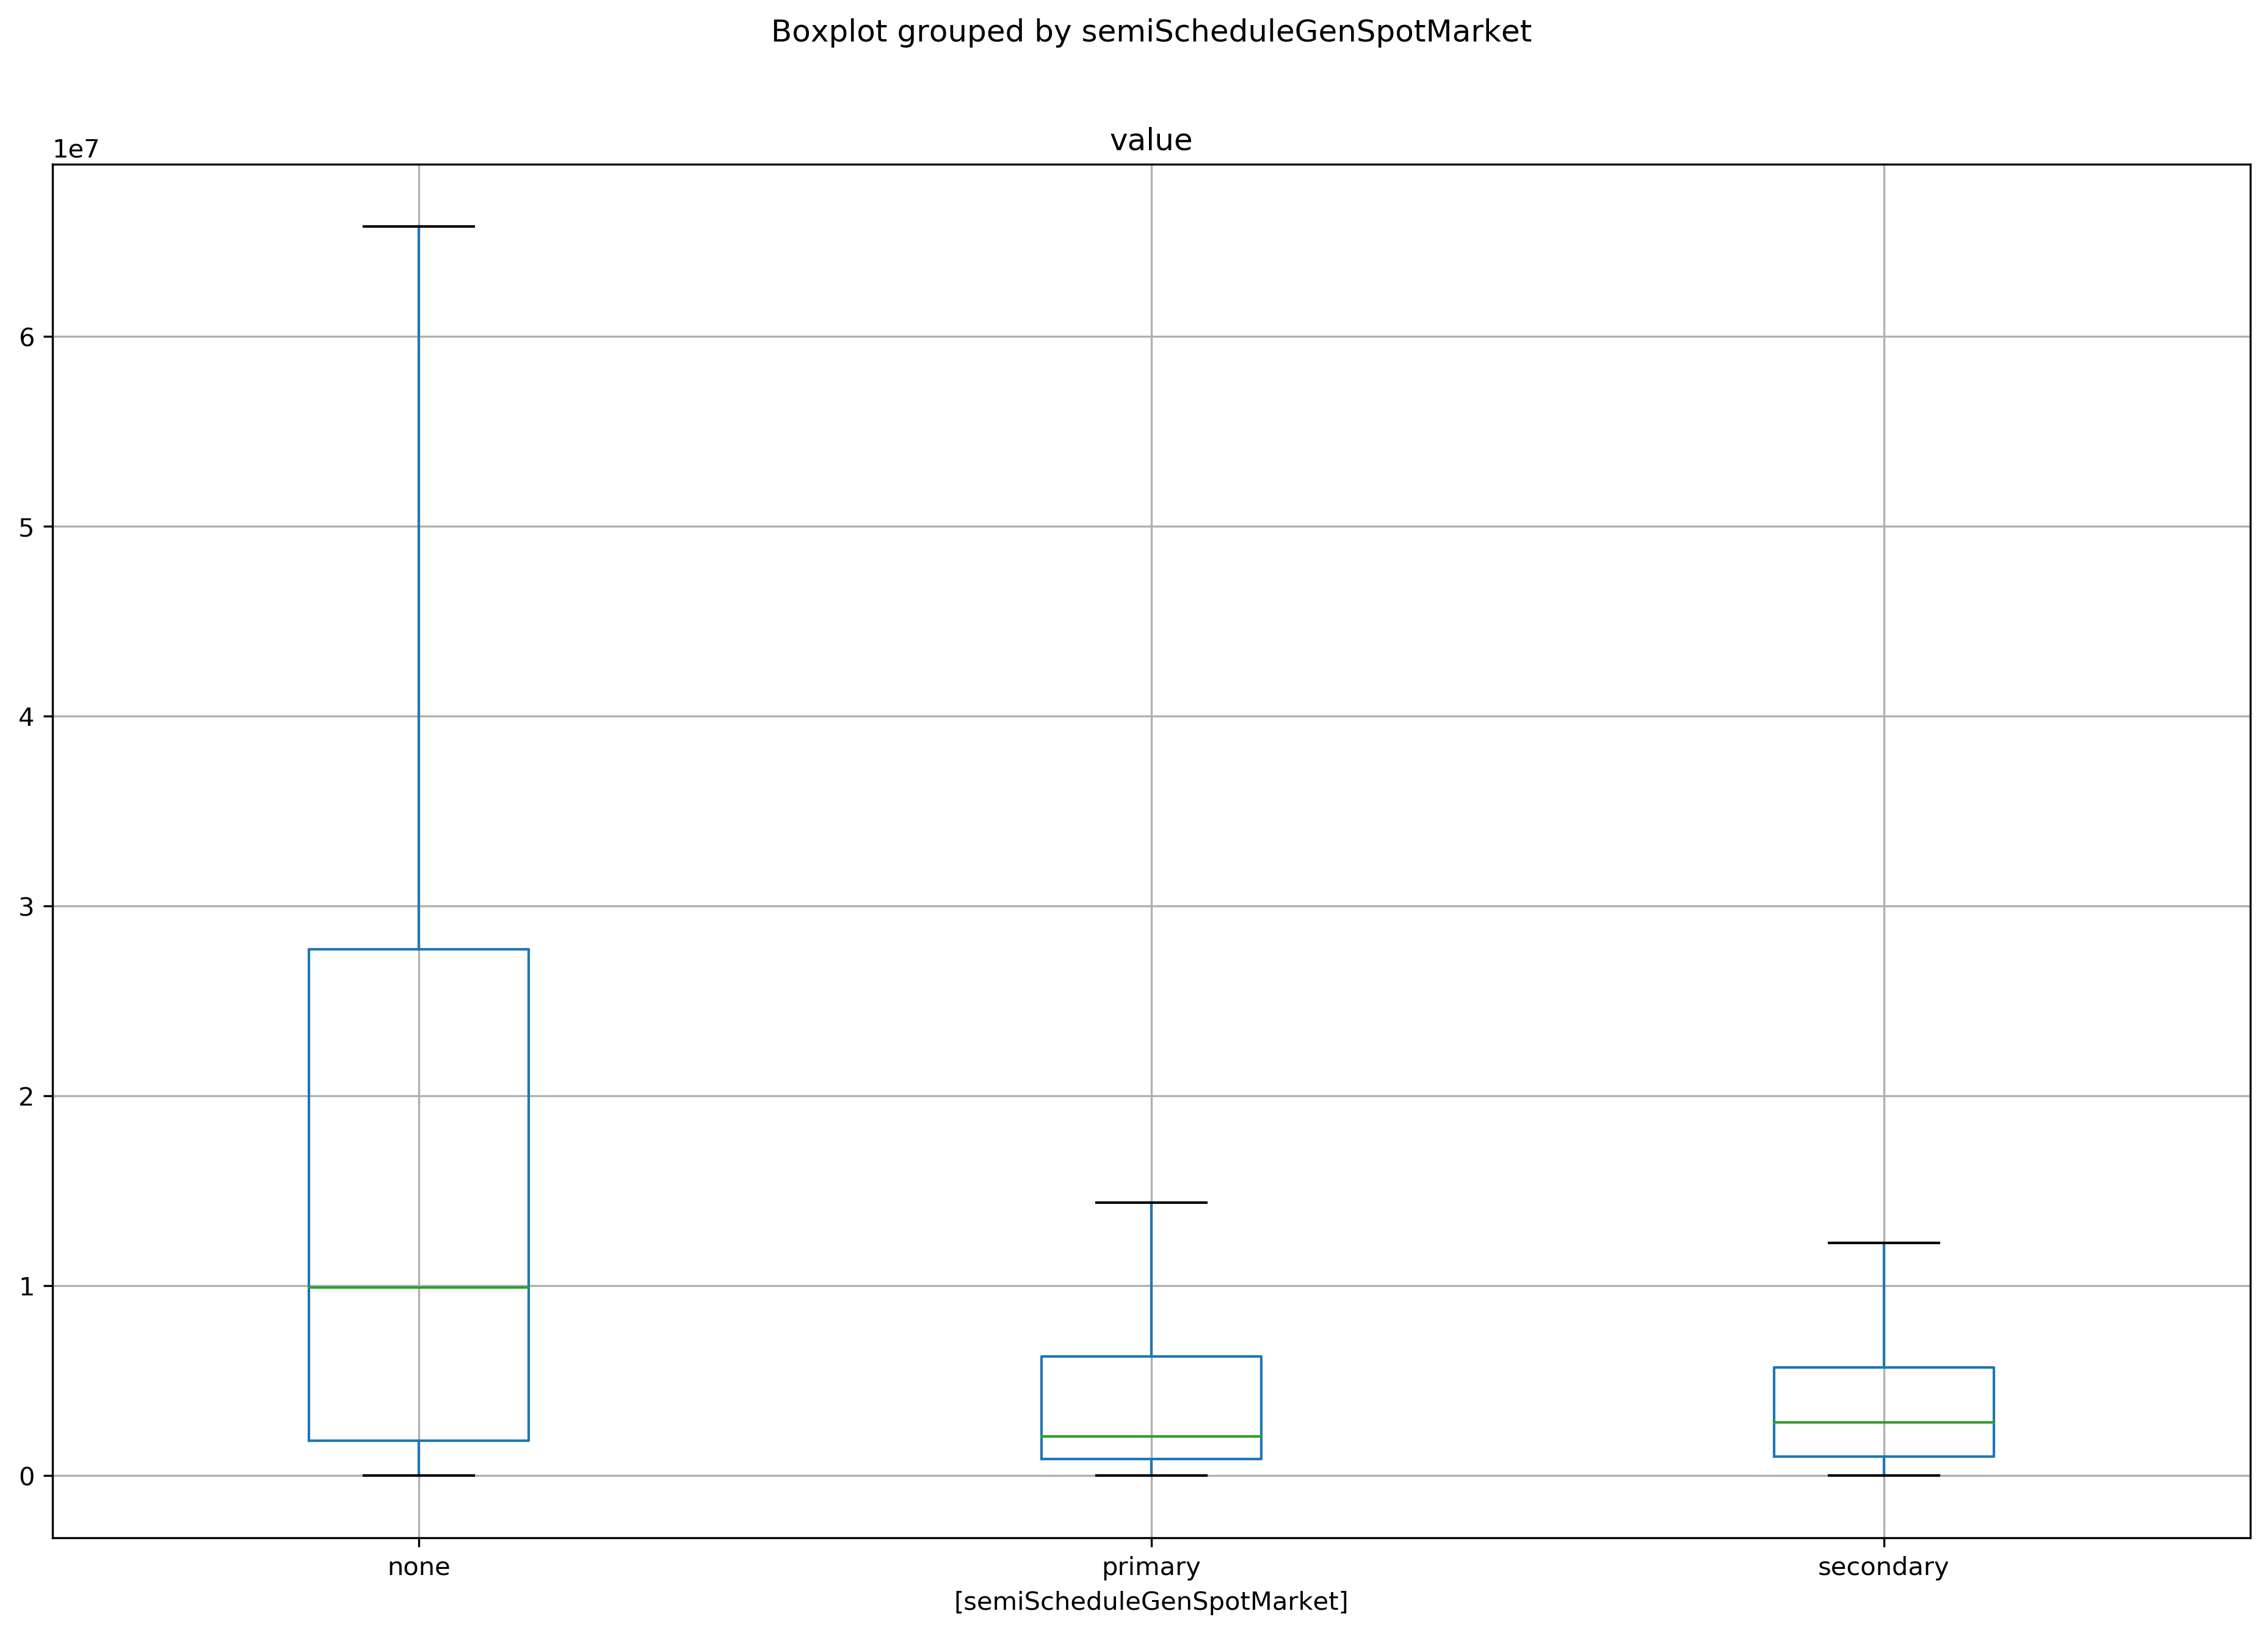 Boxplot grouped by semiScheduleGenSpotMarket
value
1e7
6
5
4
3
2
1
0
none primary secondary
[semiScheduleGenSpotMarket]